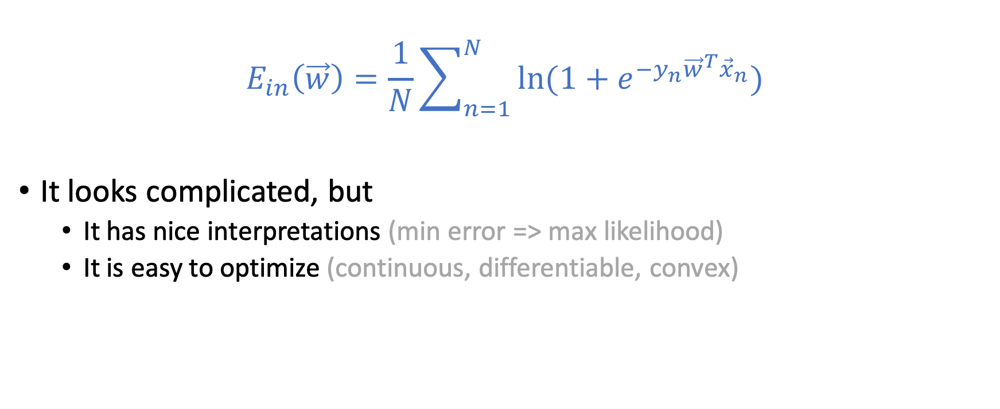 $E_{in}(\vec{w}) = \frac{1}{N} \sum_{n=1}^{N} \ln(1 + e^{-y_n \vec{w}^T \vec{x}_n})$
• It looks complicated, but
• It has nice interpretations (min error => max likelihood)
• It is easy to optimize (continuous, differentiable, convex)